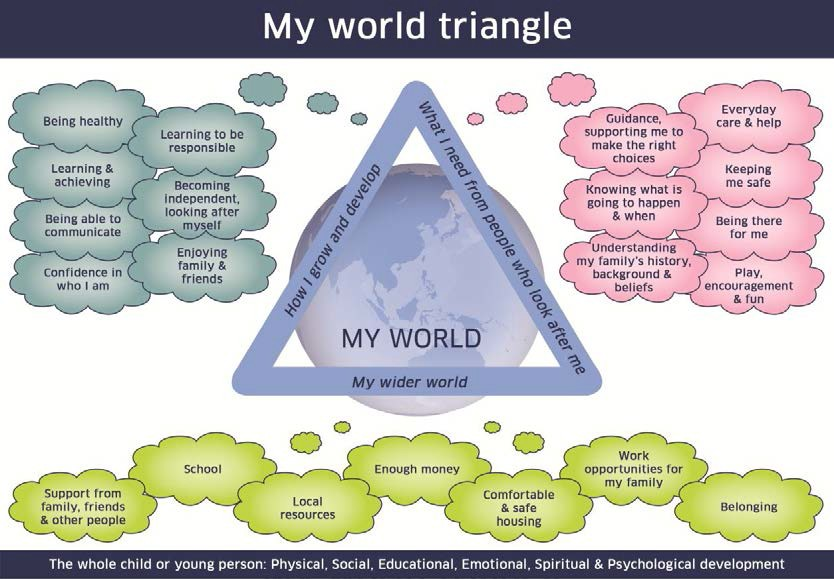 My world triangle
Being healthy
Learning to be
responsible
Learning &
achieving
Becoming
independent,
looking after
myself
Being able to
communicate
Enjoying
family &
friends
Confidence in
who I am
How I grow and develop
What I need from people who look after me
MY WORLD
My wider world
Guidance,
supporting me to
make the right
choices
Everyday
care & help
Knowing what is
going to happen
& when
Keeping
me safe
Being there
for me
Understanding
my family's history,
background &
beliefs
Play,
encouragement
& fun
Support from
family, friends
& other people
School
Local
resources
Enough money
Comfortable
& safe
housing
Work
opportunities for
my family
Belonging
The whole child or young person: Physical, Social, Educational, Emotional, Spiritual & Psychological development